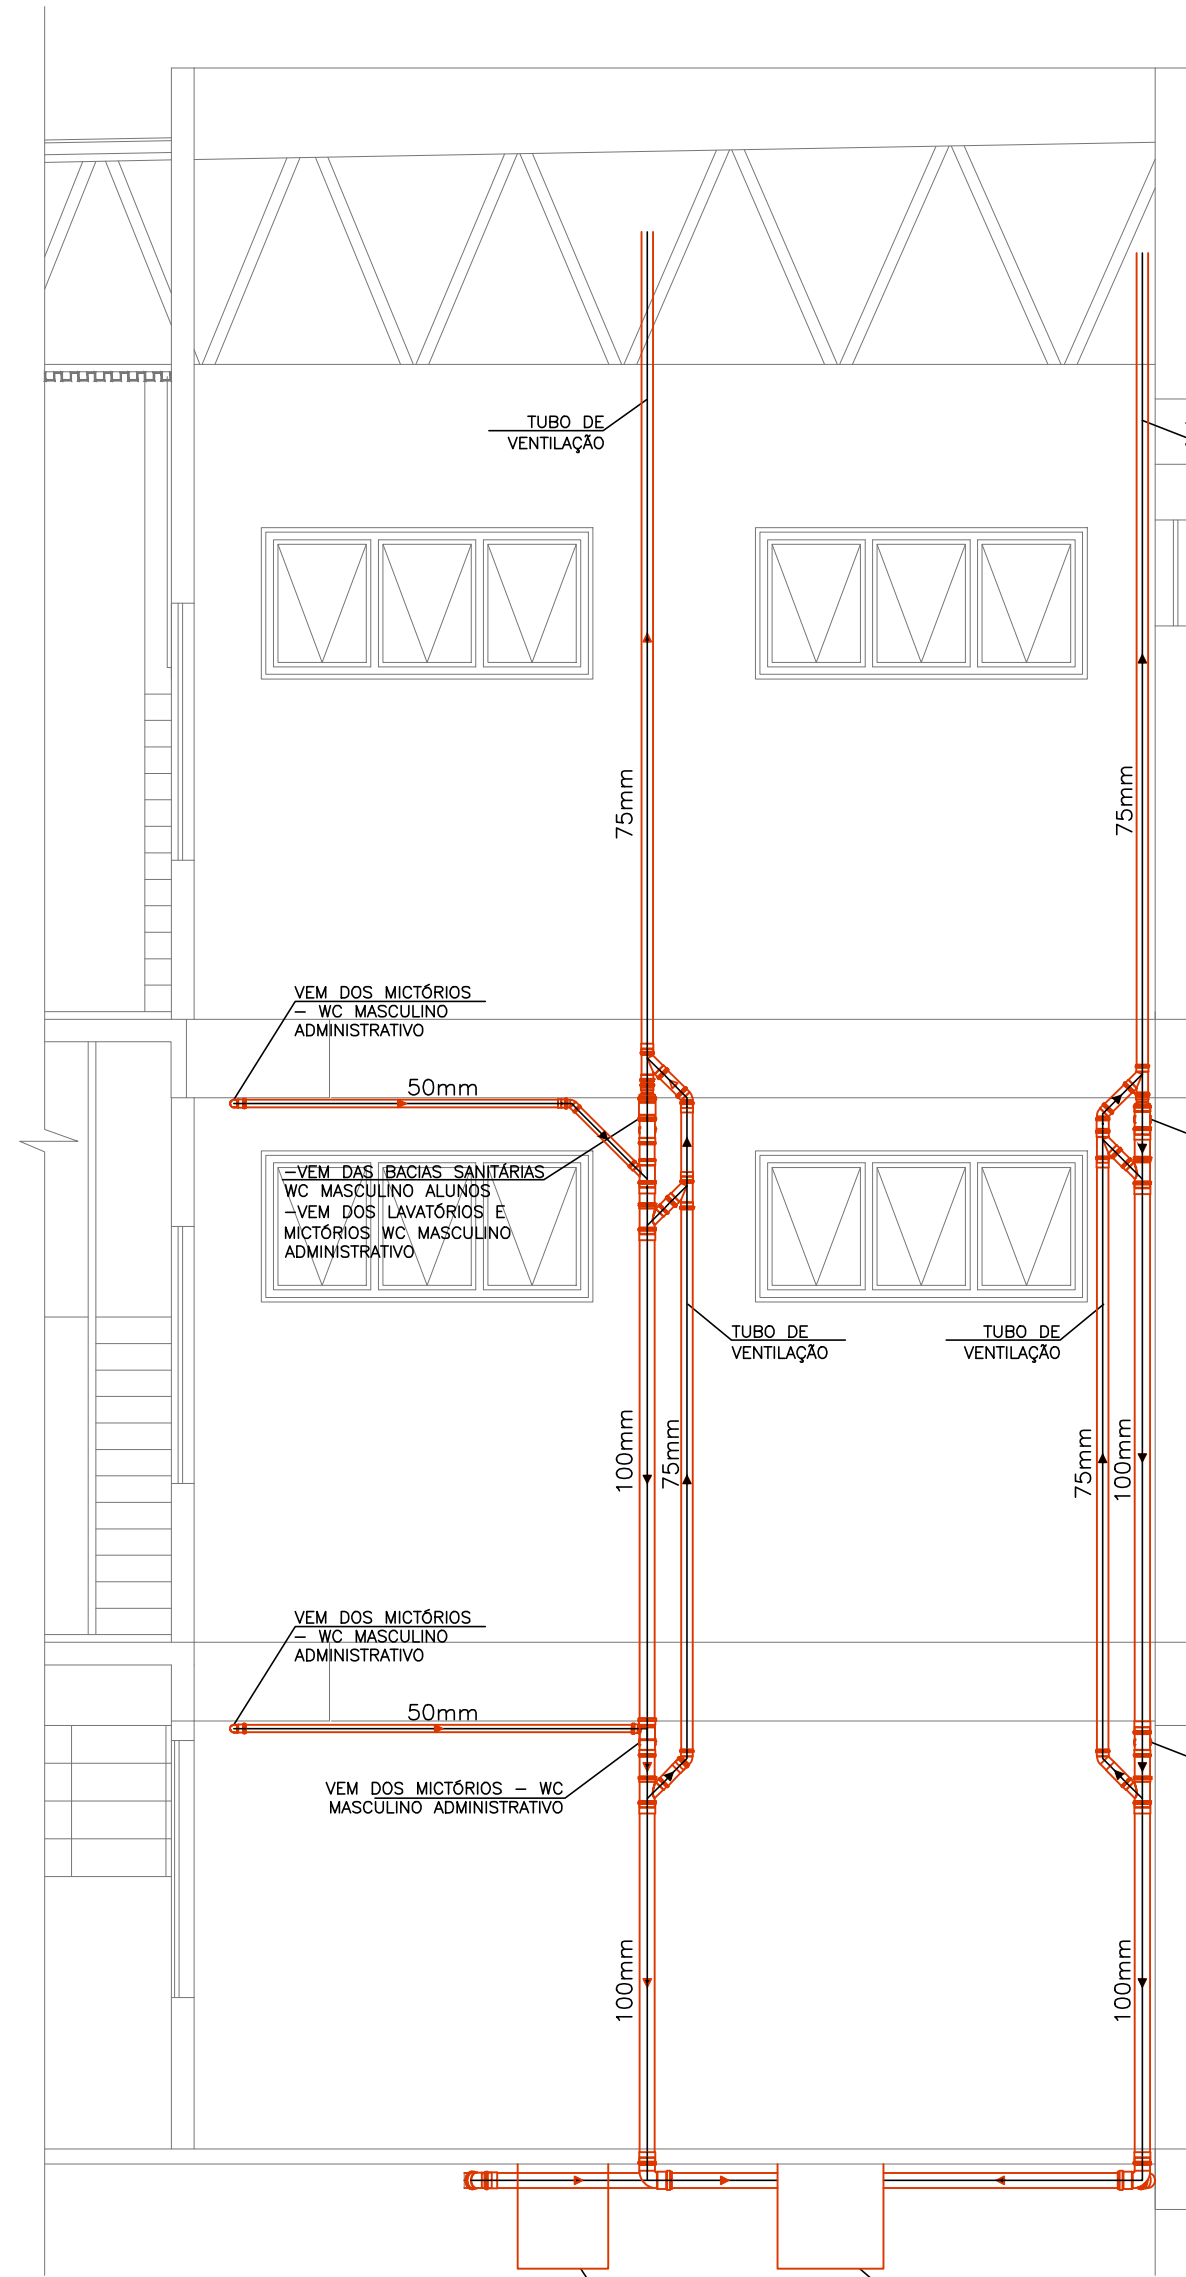 TUBO DE
VENTILAÇÃO
75mm
75mm
VEM DOS MICTÓRIOS
- WC MASCULINO
ADMINISTRATIVO
50mm
-VEM DAS BACIAS SANITÁRIAS
WC MASCULINO ALUNOS
-VEM DOS LAVATÓRIOS E
MICTÓRIOS WC MASCULINO
ADMINISTRATIVO
TUBO DE
VENTILAÇÃO
TUBO DE
VENTILAÇÃO
100mm
75mm
75mm
100mm
VEM DOS MICTÓRIOS
- WC MASCULINO
ADMINISTRATIVO
50mm
VEM DOS MICTÓRIOS - WC
MASCULINO ADMINISTRATIVO
100mm
100mm